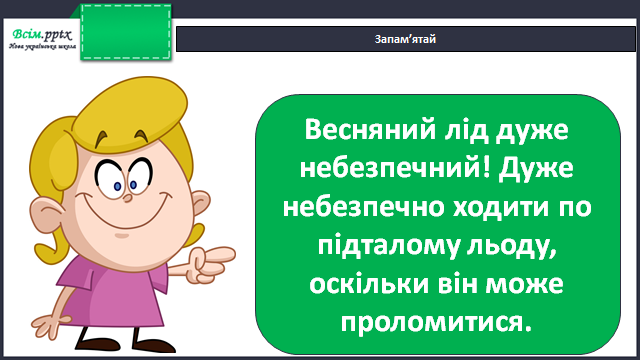 Всім.pptx
Нова українська школа
Запам’ятай
Весняний лід дуже
небезпечний! Дуже
небезпечно ходити по
підталому льоду,
оскільки він може
проломитися.